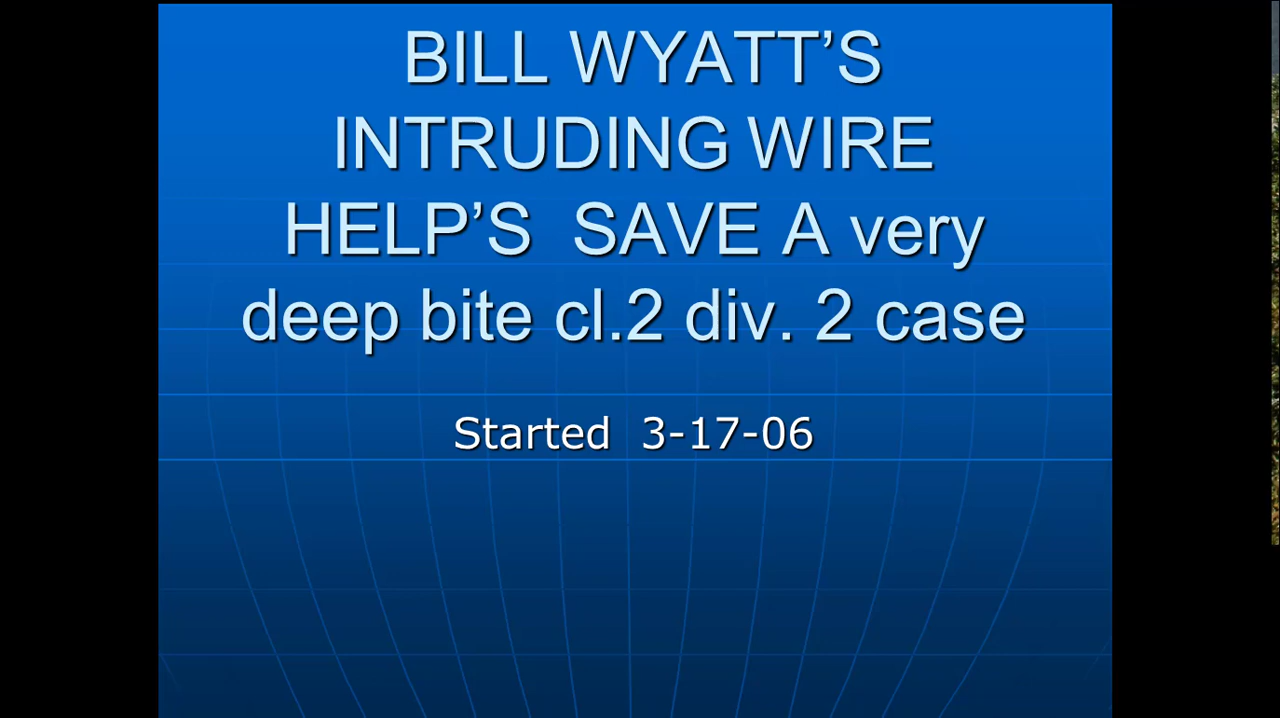 BILL WYATT’S
INTRUDING WIRE
HELP’S  SAVE A very
deep bite cl.2 div. 2 case
Started  3-17-06